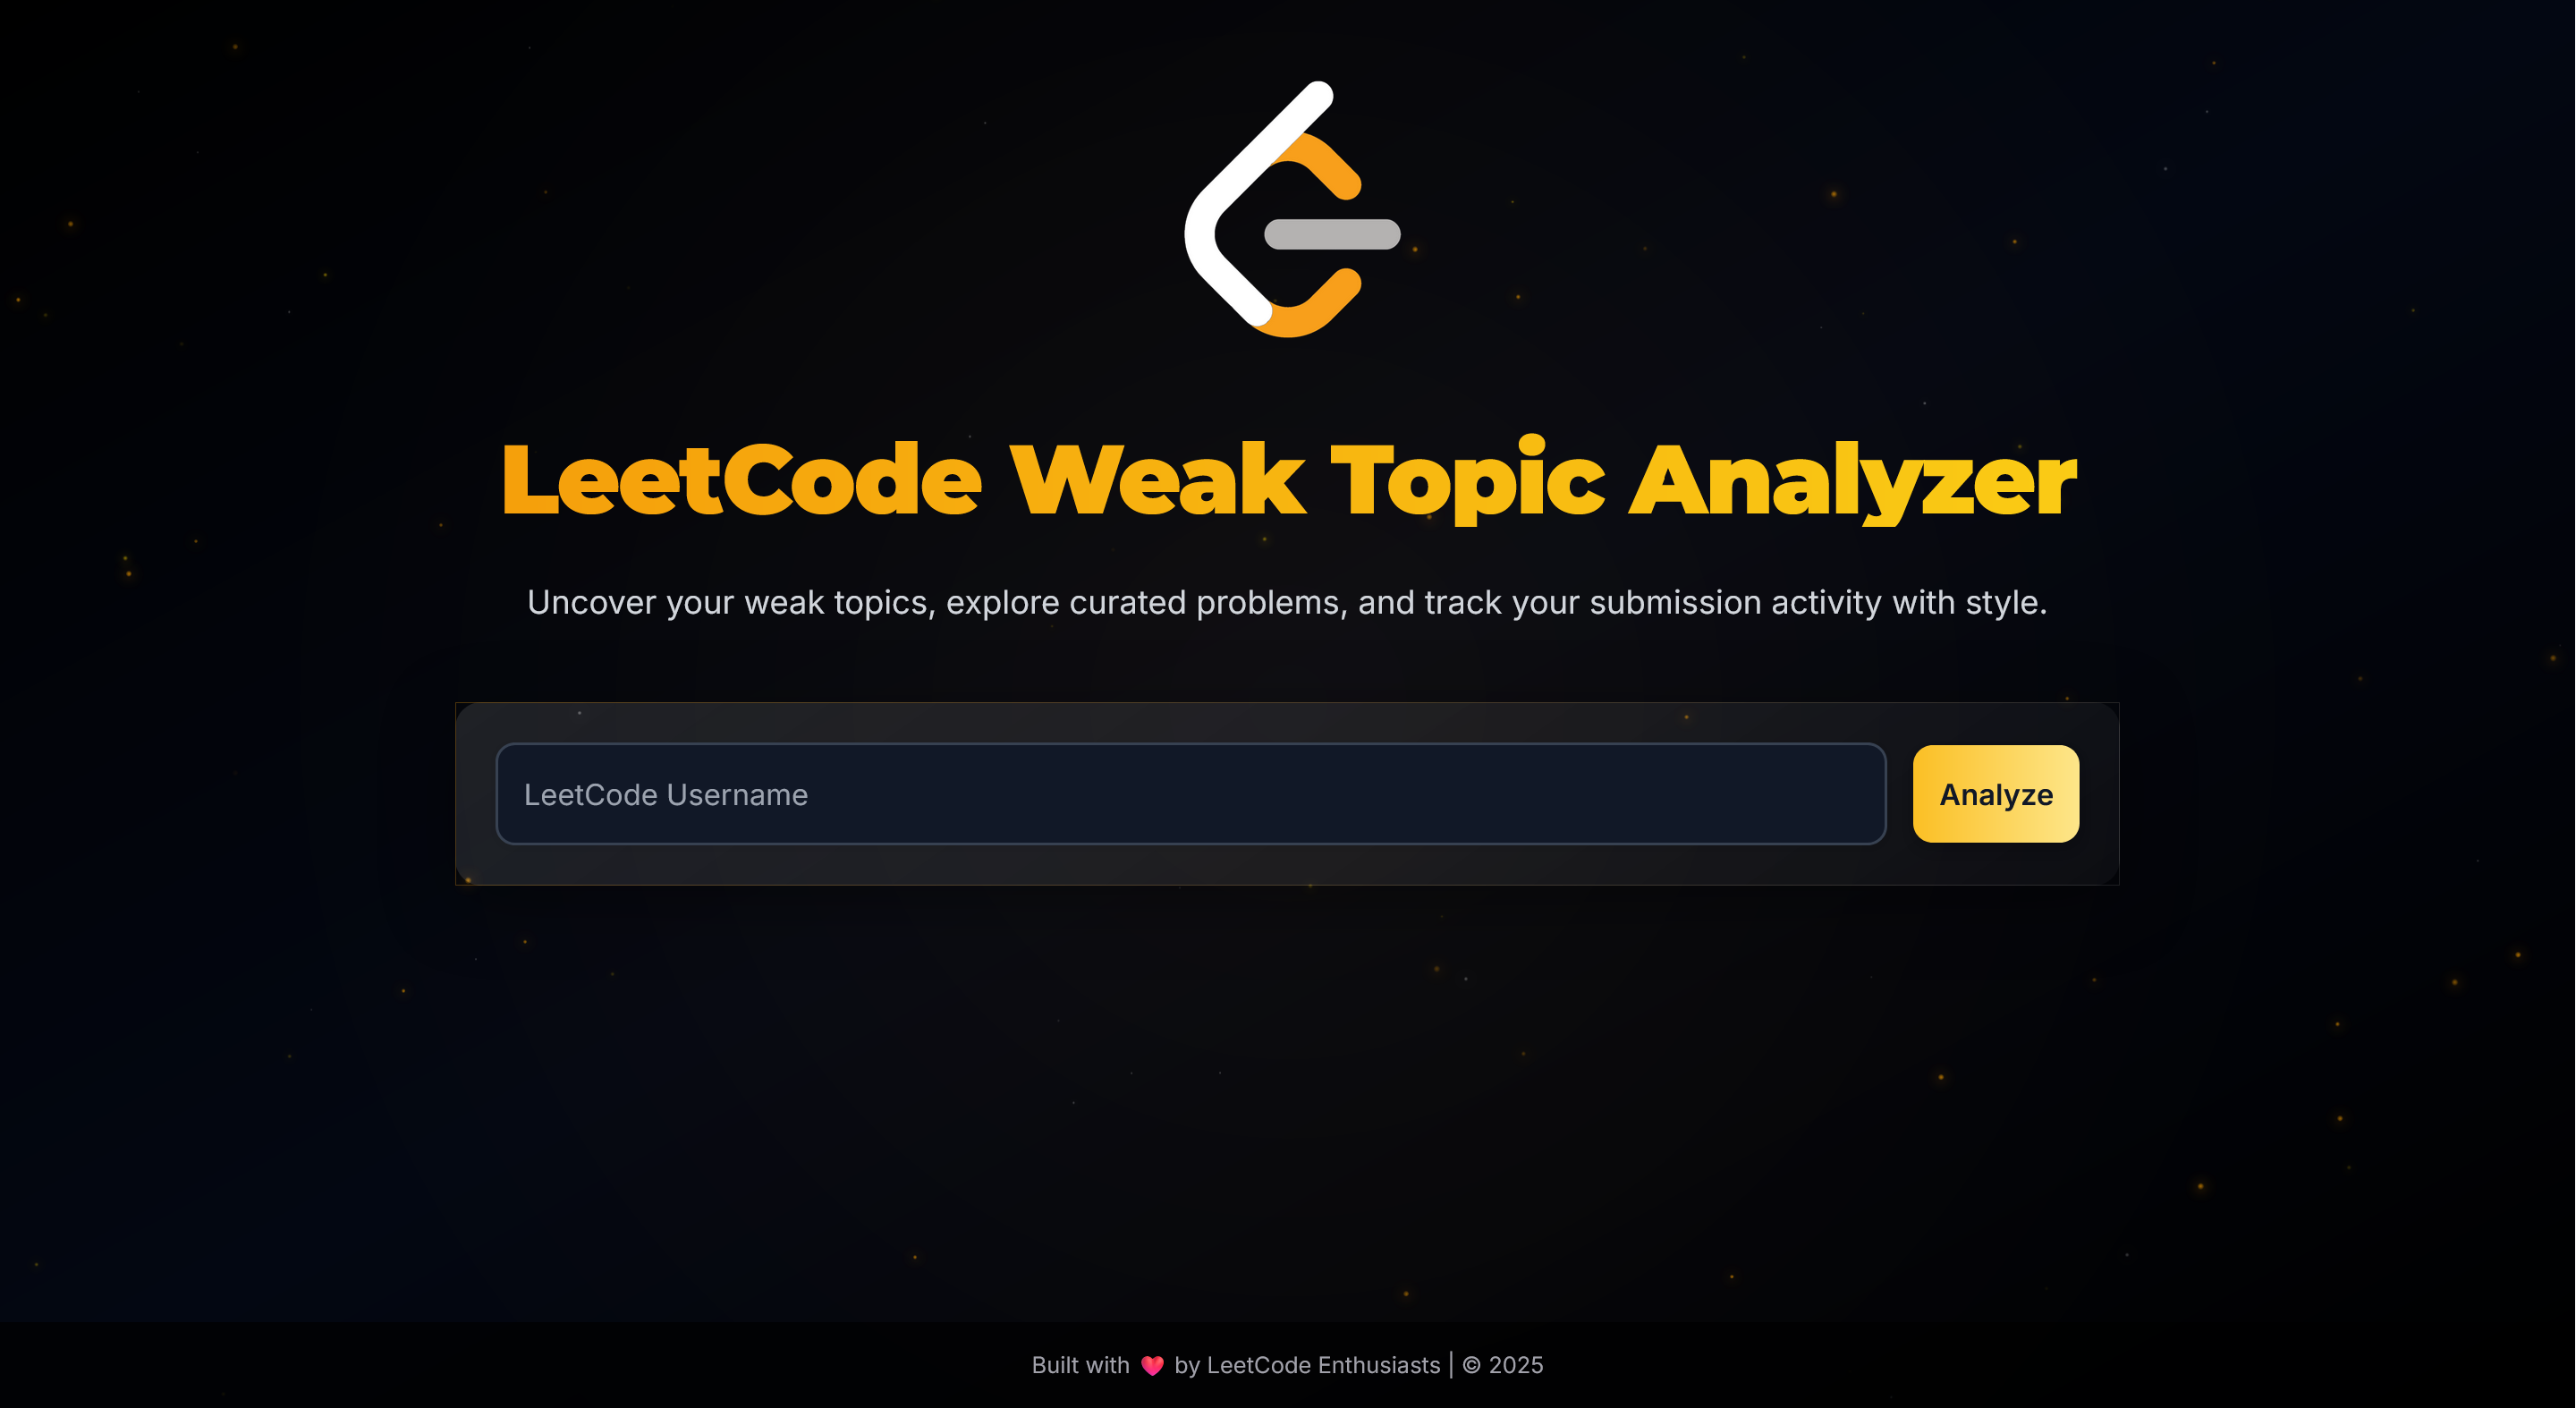 LeetCode Weak Topic Analyzer
Uncover your weak topics, explore curated problems, and track your submission activity with style.
LeetCode Username
Analyze
Built with ❤️ by LeetCode Enthusiasts | © 2025